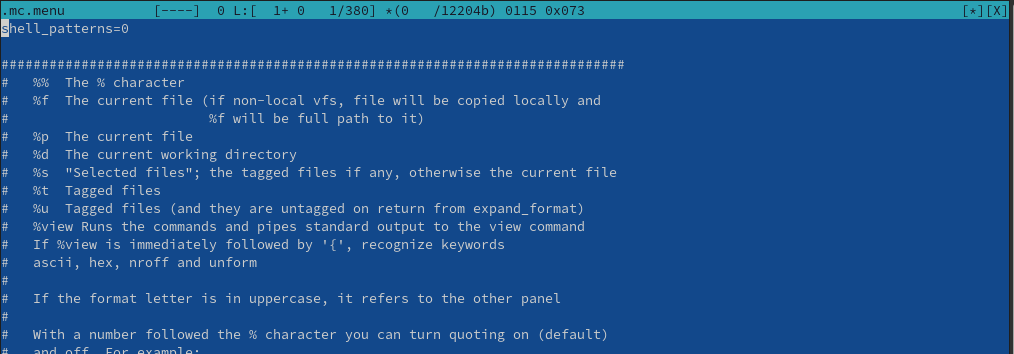 .mc.menu [----] 0 L:[ 1+ 0 1/380] *(0 /12204b) 0115 0x073 [*][X]
shell_patterns=0
##############################################################################
# %% The % character
# %f The current file (if non-local vfs, file will be copied locally and
# %f will be full path to it)
# %p The current file
# %d The current working directory
# %s "Selected files"; the tagged files if any, otherwise the current file
# %t Tagged files
# %u Tagged files (and they are untagged on return from expand_format)
# %view Runs the commands and pipes standard output to the view command
# If %view is immediately followed by '{', recognize keywords
# ascii, hex, nroff and unform
#
# If the format letter is in uppercase, it refers to the other panel
#
# With a number followed the % character you can turn quoting on (default)
# and off. For example: